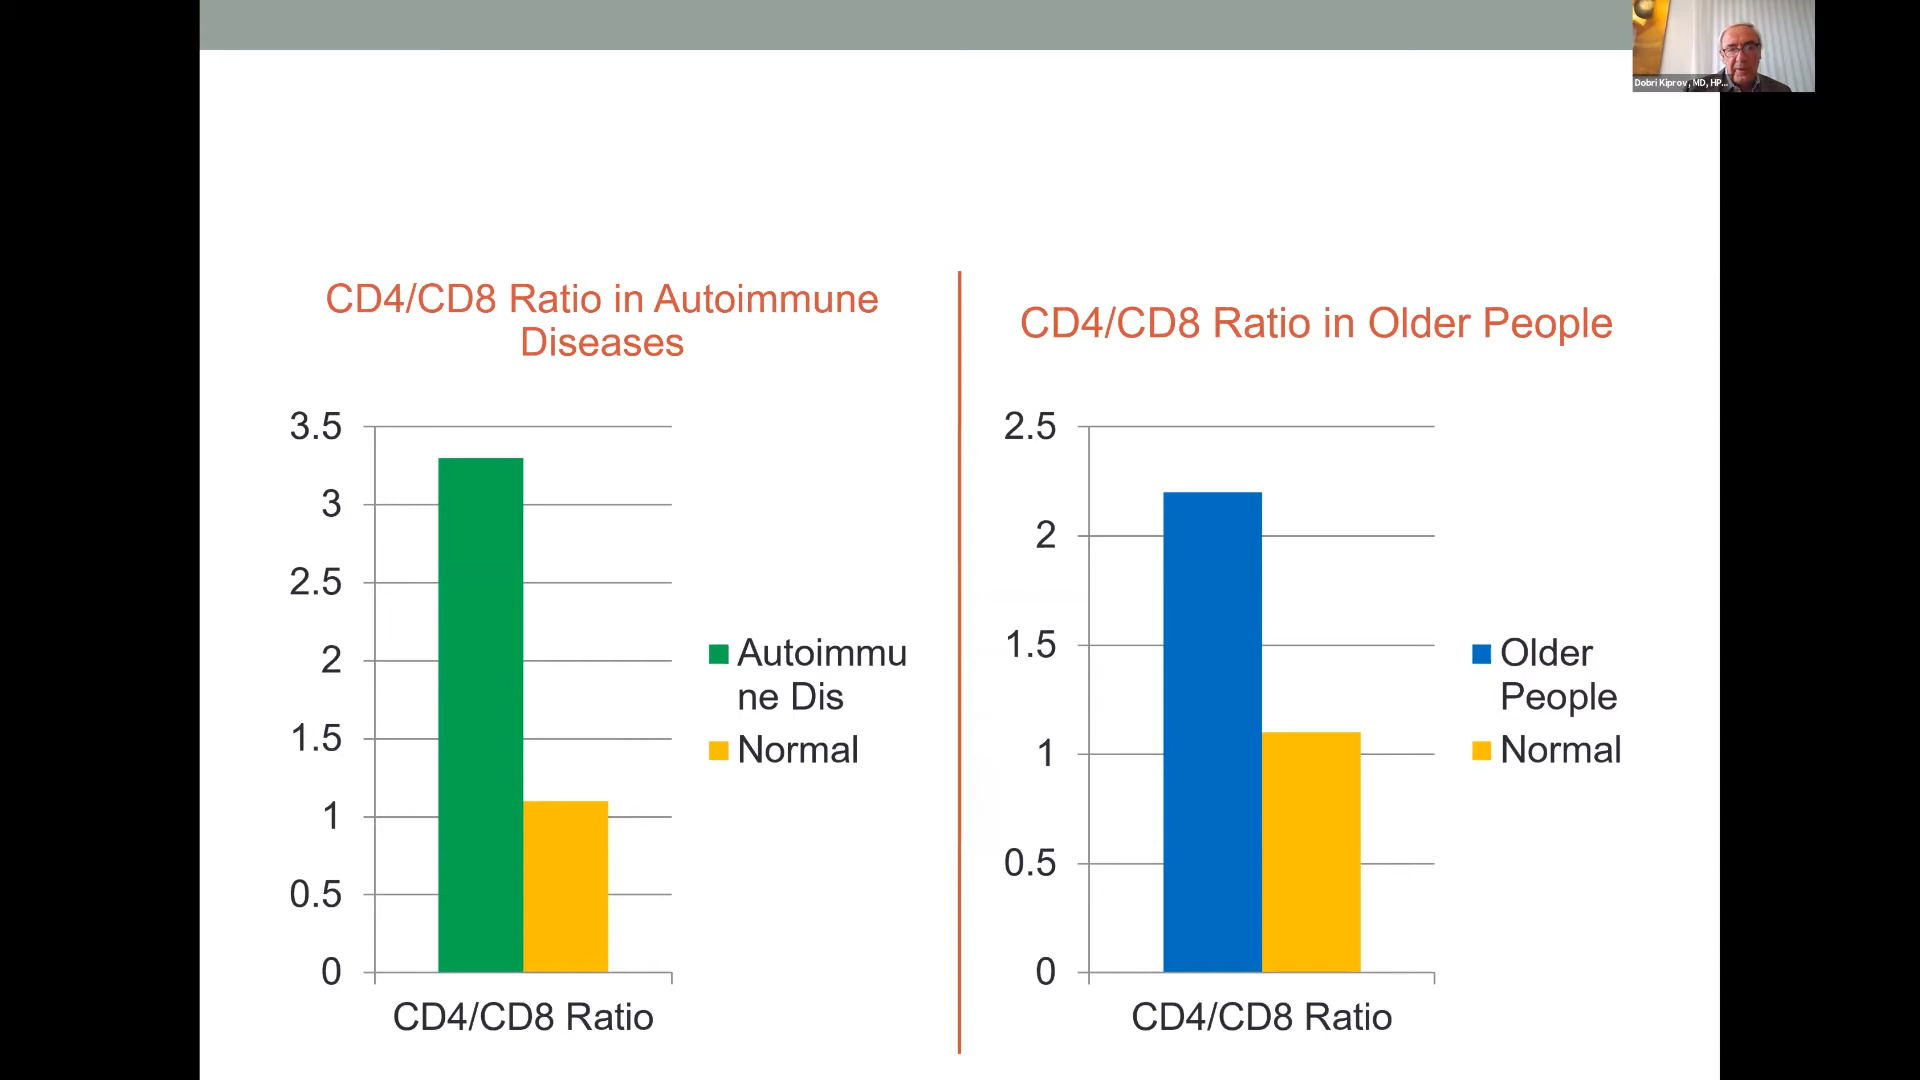 Dobri Kiprov, MD, HP...
CD4/CD8 Ratio in Autoimmune
Diseases
3.5
3
2.5
2
1.5
1
0.5
0
CD4/CD8 Ratio
Autoimmu
ne Dis
Normal
CD4/CD8 Ratio in Older People
2.5
2
1.5
1
0.5
0
CD4/CD8 Ratio
Older
People
Normal